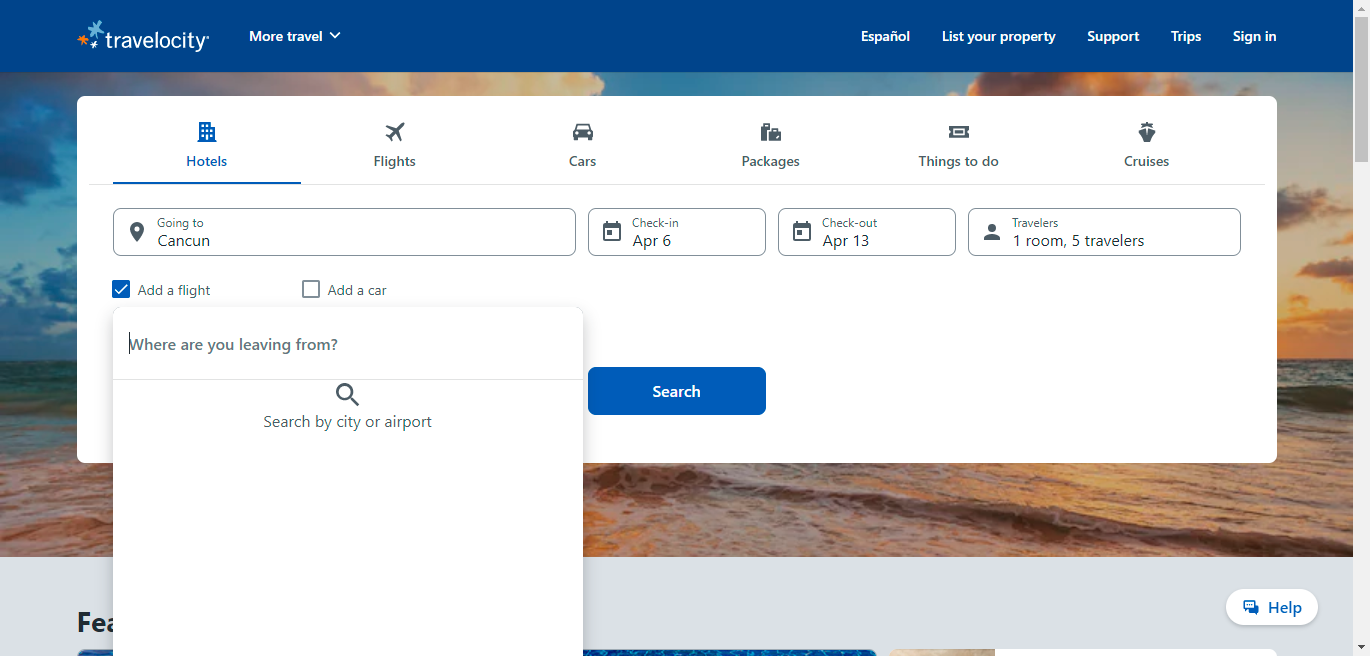 travelocity
More travel
Español
List your property
Support
Trips
Sign in
Hotels
Flights
Cars
Packages
Things to do
Cruises
Going to
Cancun
Check-in
Apr 6
Check-out
Apr 13
Travelers
1 room, 5 travelers
Add a flight
Add a car
Where are you leaving from?
Search
Search by city or airport
Help
Fea